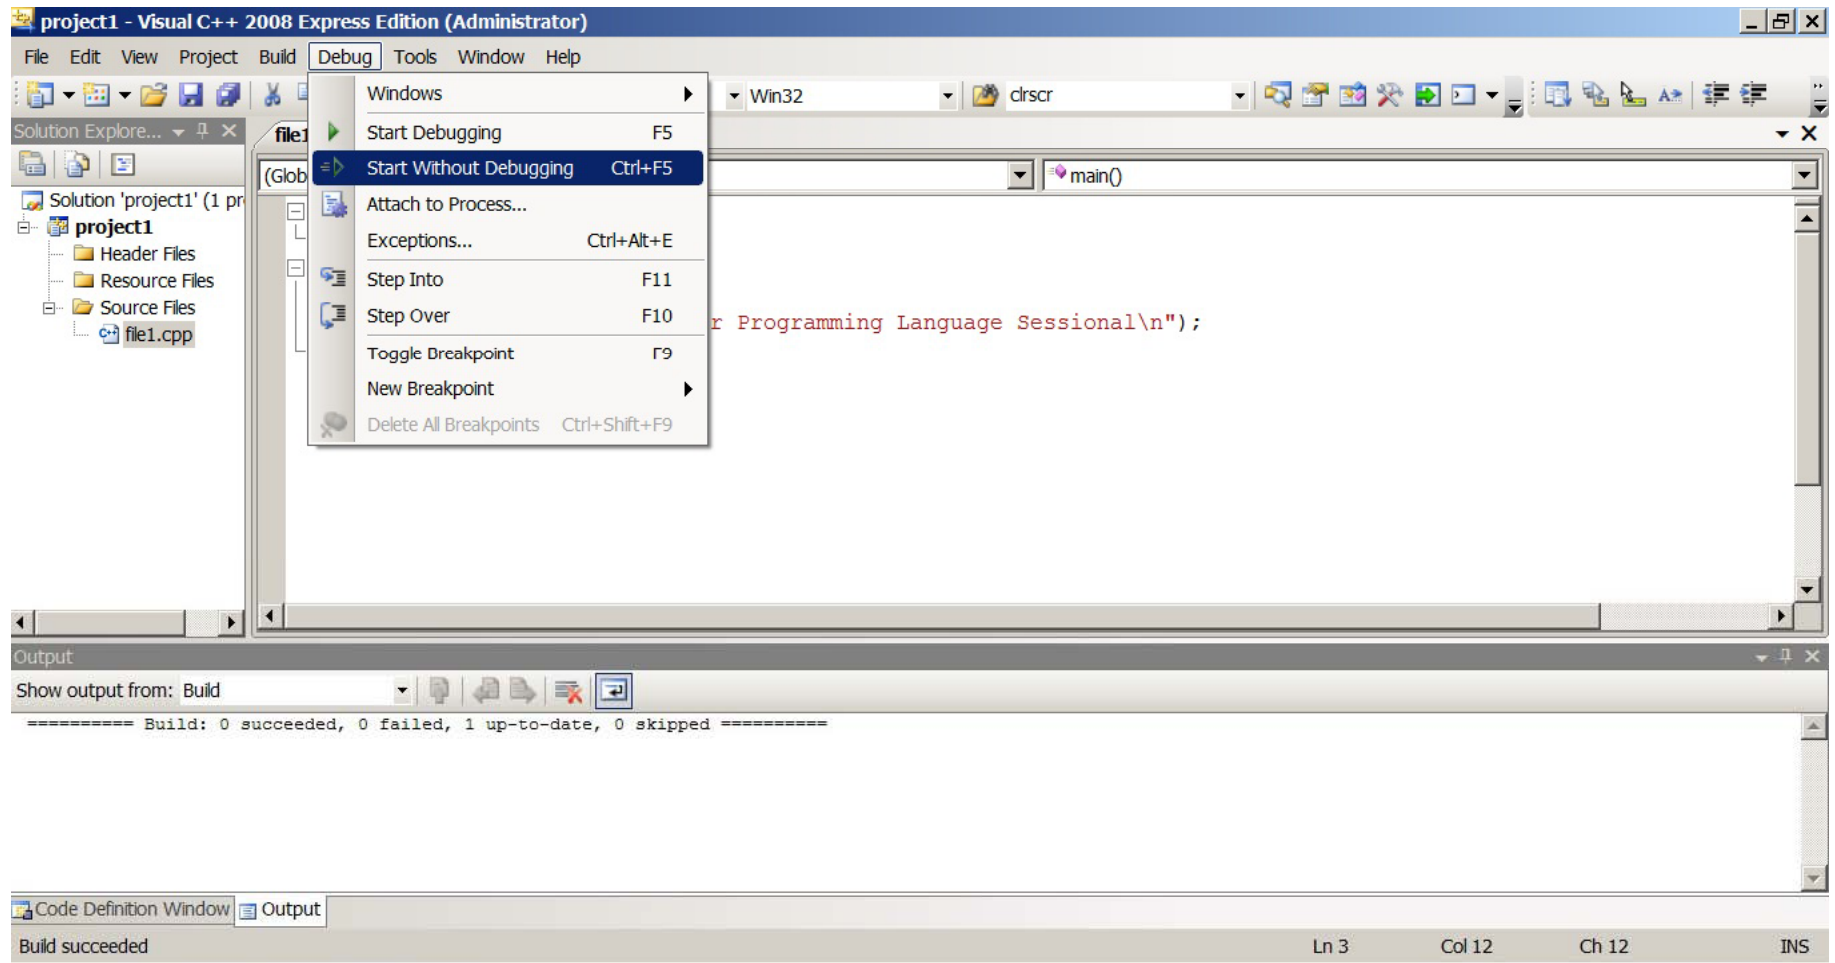 project1 - Visual C++ 2008 Express Edition (Administrator)
File Edit View Project Build Debug Tools Window Help
Win32 clrscr
Solution Explore...
file1
(Glob main()
Solution 'project1' (1 pr
project1
Header Files
Resource Files
Source Files
file1.cpp
Windows
Start Debugging F5
Start Without Debugging Ctrl+F5
Attach to Process...
Exceptions... Ctrl+Alt+E
Step Into F11
Step Over F10
Toggle Breakpoint F9
New Breakpoint
Delete All Breakpoints Ctrl+Shift+F9
r Programming Language Sessional\n");
Output
Show output from: Build
========== Build: 0 succeeded, 0 failed, 1 up-to-date, 0 skipped ==========
Code Definition Window Output
Build succeeded Ln 3 Col 12 Ch 12 INS